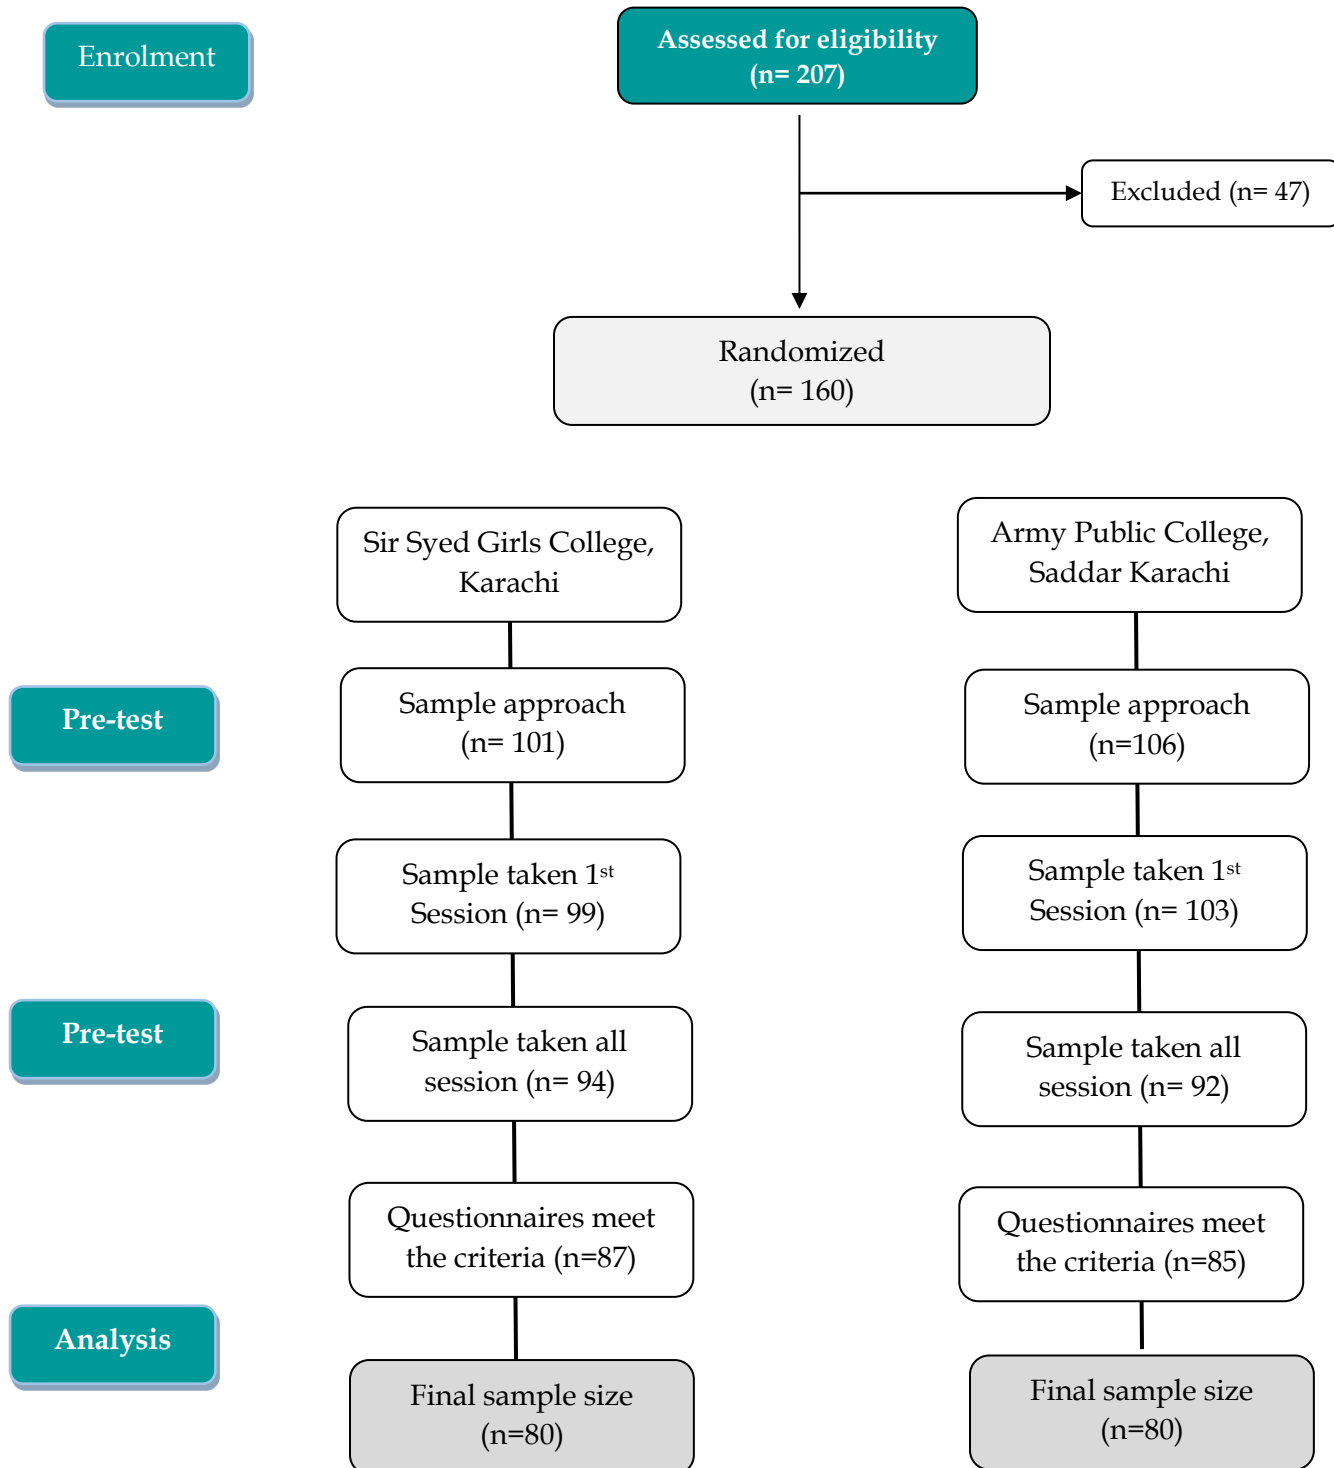 Enrolment
Assessed for eligibility
(n= 207)
Excluded (n= 47)
Randomized
(n= 160)
Sir Syed Girls College,
Karachi
Army Public College,
Saddar Karachi
Pre-test
Sample approach
(n= 101)
Sample approach
(n=106)
Sample taken 1st
Session (n= 99)
Sample taken 1st
Session (n= 103)
Pre-test
Sample taken all
session (n= 94)
Sample taken all
session (n= 92)
Questionnaires meet
the criteria (n=87)
Questionnaires meet
the criteria (n=85)
Analysis
Final sample size
(n=80)
Final sample size
(n=80)